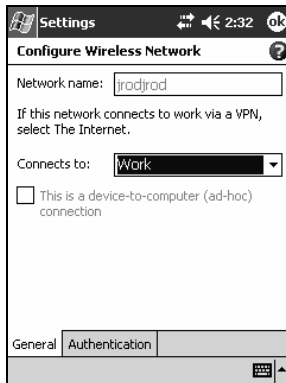 Settings 2:32 ok
Configure Wireless Network ?
Network name: jrodjrod
If this network connects to work via a VPN,
select The Internet.
Connects to: Work
This is a device-to-computer (ad-hoc)
connection
General Authentication